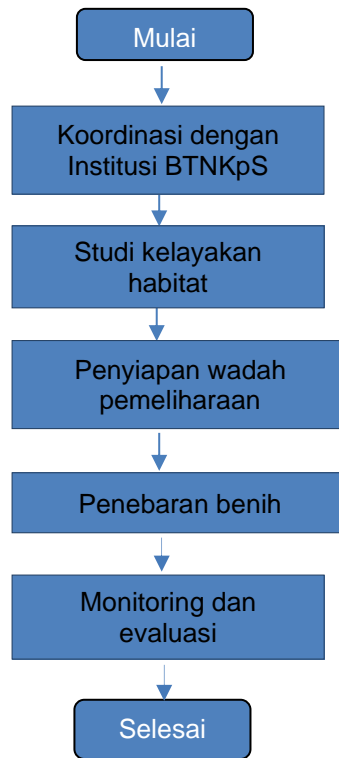 Mulai
Koordinasi dengan
Institusi BTNKpS
Studi kelayakan
habitat
Penyiapan wadah
pemeliharaan
Penebaran benih
Monitoring dan
evaluasi
Selesai